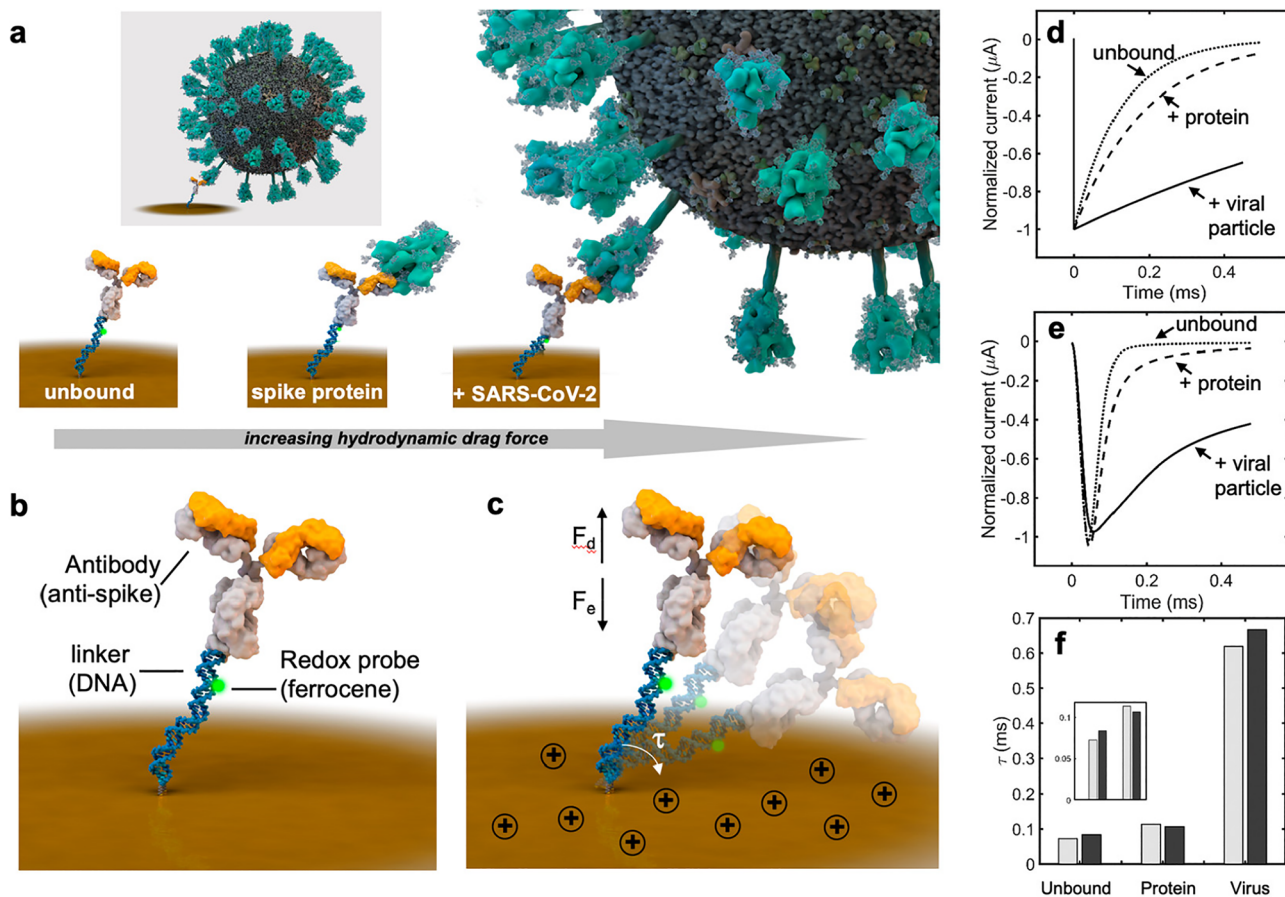 a
unbound
spike protein
+ SARS-CoV-2
increasing hydrodynamic drag force
b
Antibody
(anti-spike)
linker
(DNA)
Redox probe
(ferrocene)
c
Fd
Fe
τ
+ + + + + + + + +
d
Normalized current (μA)
0
-0.2
-0.4
-0.6
-0.8
-1
unbound
+ protein
+ viral
particle
0 0.2 0.4
Time (ms)
e
Normalized current (μA)
0
-0.2
-0.4
-0.6
-0.8
-1
unbound
+ protein
+ viral
particle
0 0.2 0.4
Time (ms)
f
τ (ms)
0.7
0.6
0.5
0.4
0.3
0.2
0.1
0
0.1
0.05
0
Unbound Protein Virus